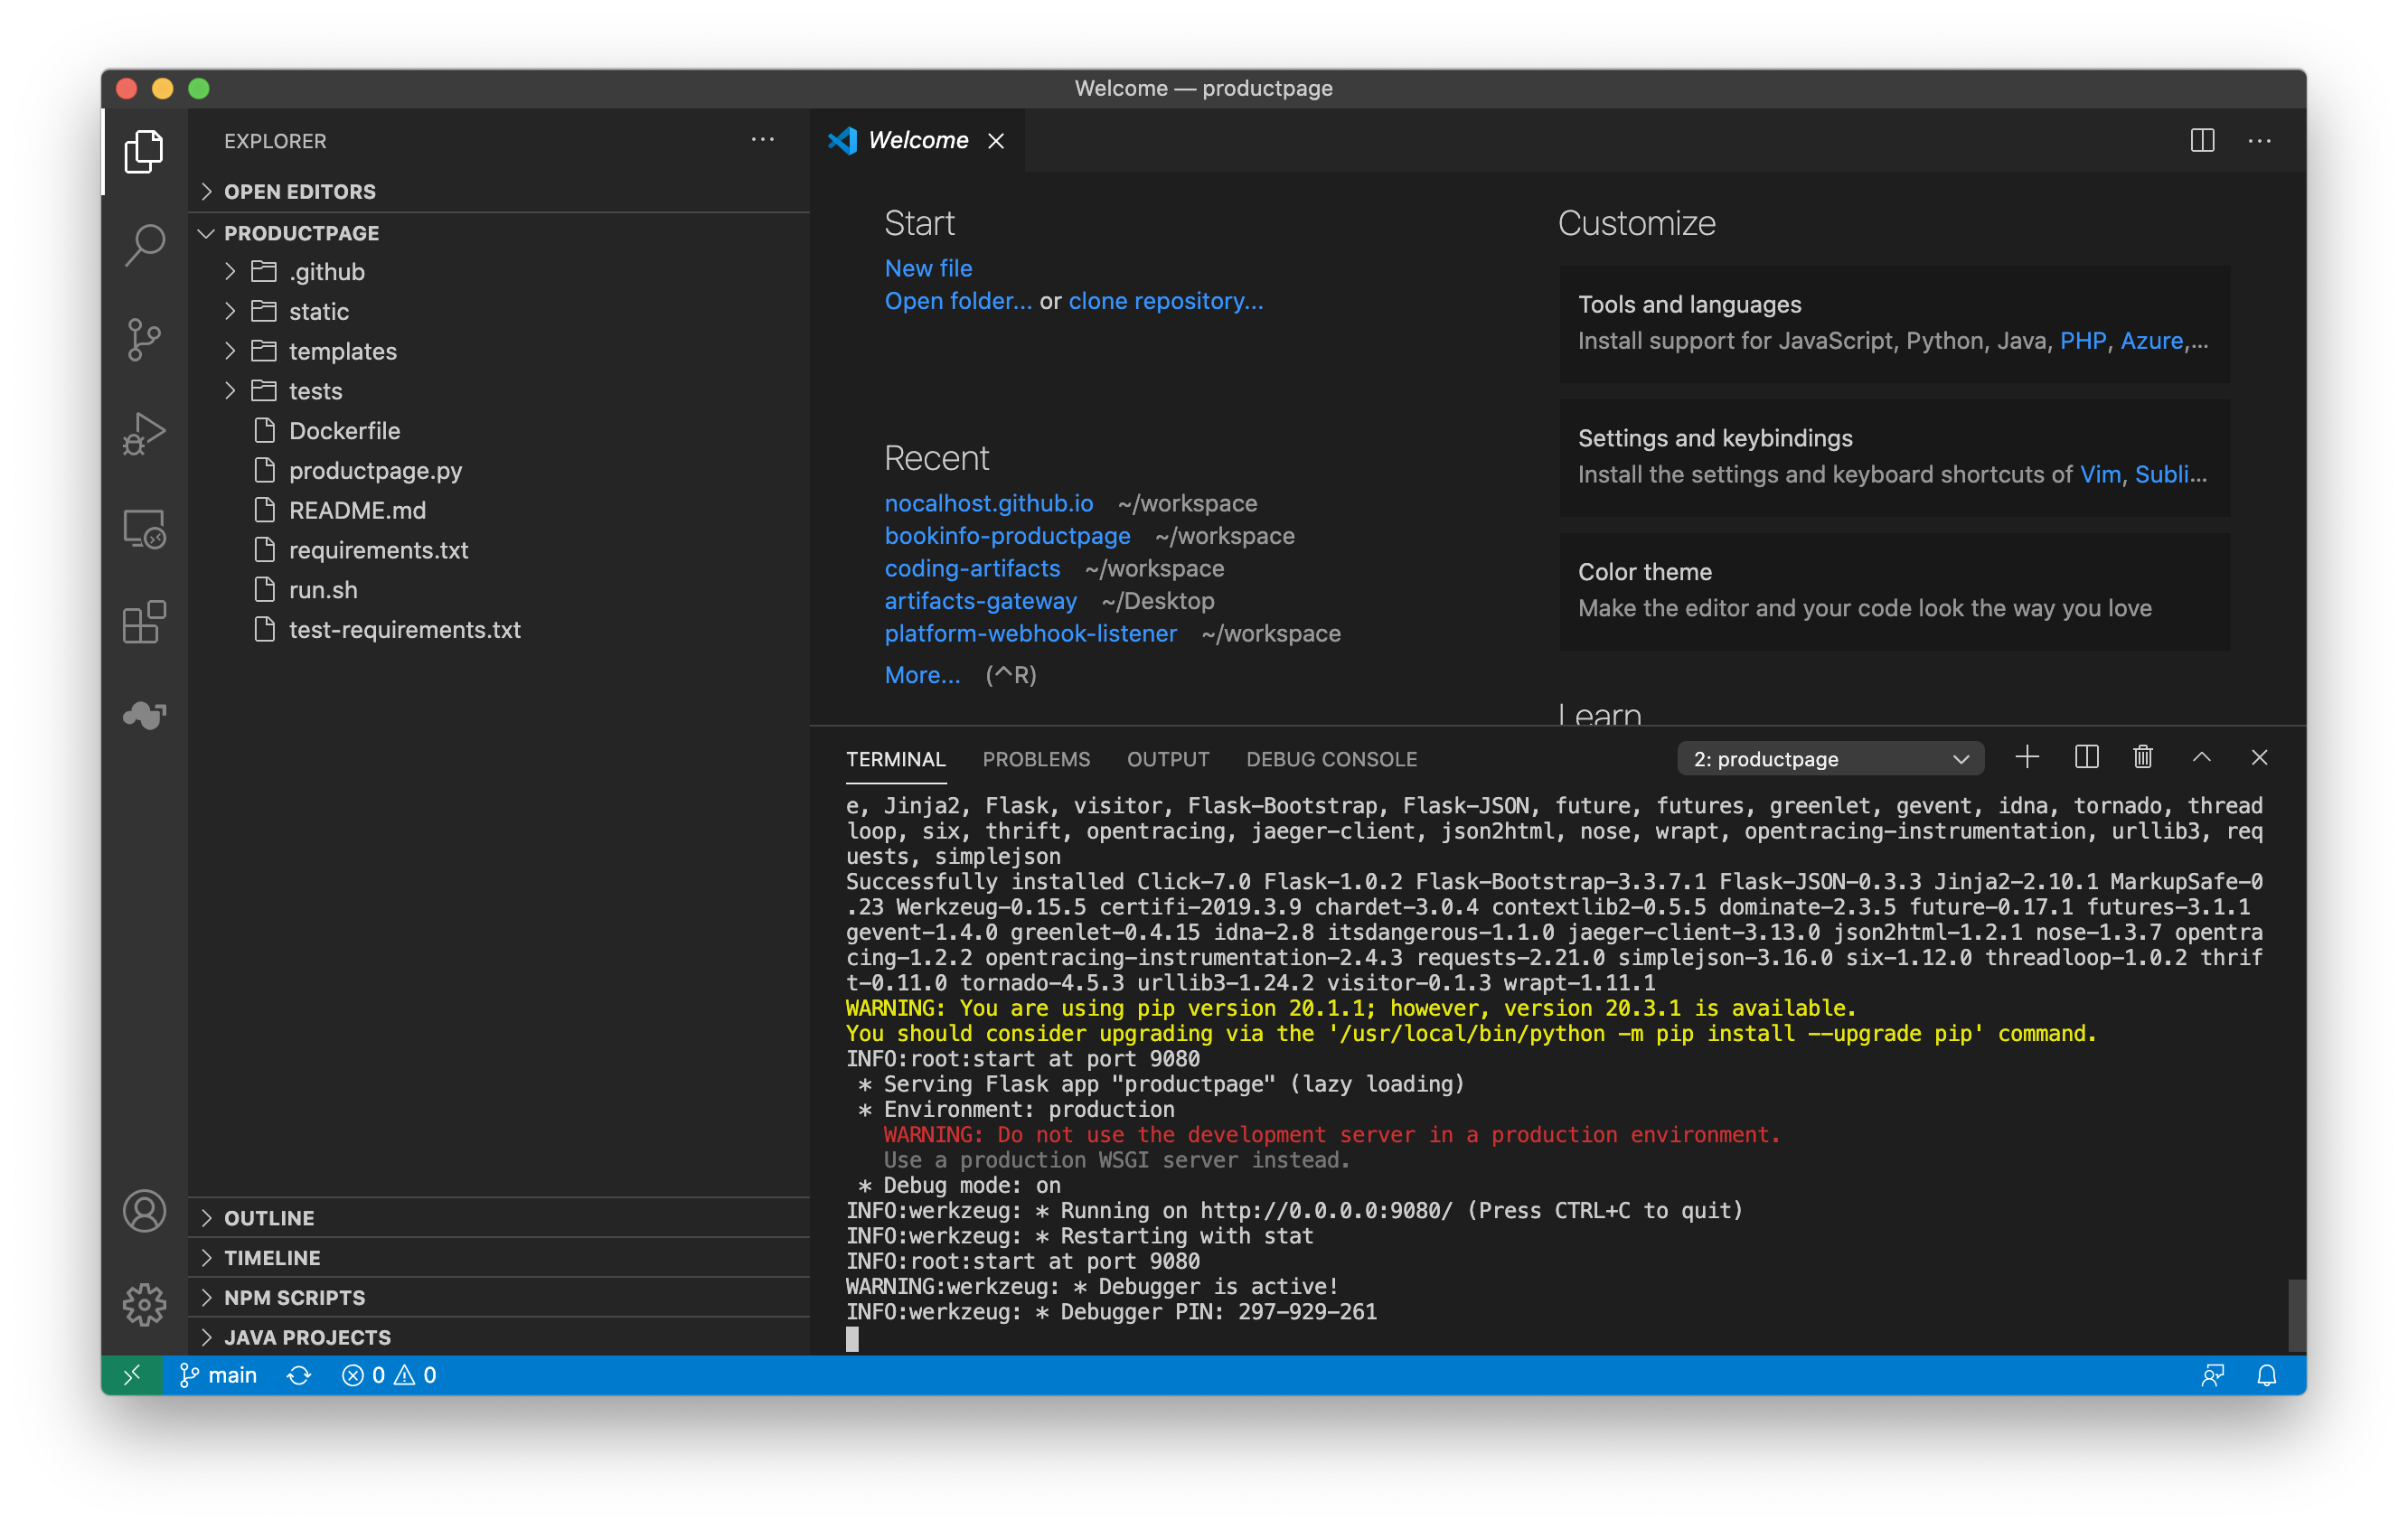 Welcome — productpage
EXPLORER
OPEN EDITORS
PRODUCTPAGE
.github
static
templates
tests
Dockerfile
productpage.py
README.md
requirements.txt
run.sh
test-requirements.txt
OUTLINE
TIMELINE
NPM SCRIPTS
JAVA PROJECTS
Welcome
Start
New file
Open folder... or clone repository...
Recent
nocalhost.github.io ~/workspace
bookinfo-productpage ~/workspace
coding-artifacts ~/workspace
artifacts-gateway ~/Desktop
platform-webhook-listener ~/workspace
More... (^R)
Customize
Tools and languages
Install support for JavaScript, Python, Java, PHP, Azure,...
Settings and keybindings
Install the settings and keyboard shortcuts of Vim, Subli...
Color theme
Make the editor and your code look the way you love
Learn
TERMINAL PROBLEMS OUTPUT DEBUG CONSOLE 2: productpage
e, Jinja2, Flask, visitor, Flask-Bootstrap, Flask-JSON, future, futures, greenlet, gevent, idna, tornado, thread
loop, six, thrift, opentracing, jaeger-client, json2html, nose, wrapt, opentracing-instrumentation, urllib3, req
uests, simplejson
Successfully installed Click-7.0 Flask-1.0.2 Flask-Bootstrap-3.3.7.1 Flask-JSON-0.3.3 Jinja2-2.10.1 MarkupSafe-0
.23 Werkzeug-0.15.5 certifi-2019.3.9 chardet-3.0.4 contextlib2-0.5.5 dominate-2.3.5 future-0.17.1 futures-3.1.1
gevent-1.4.0 greenlet-0.4.15 idna-2.8 itsdangerous-1.1.0 jaeger-client-3.13.0 json2html-1.2.1 nose-1.3.7 opentra
cing-1.2.2 opentracing-instrumentation-2.4.3 requests-2.21.0 simplejson-3.16.0 six-1.12.0 threadloop-1.0.2 thrif
t-0.11.0 tornado-4.5.3 urllib3-1.24.2 visitor-0.1.3 wrapt-1.11.1
WARNING: You are using pip version 20.1.1; however, version 20.3.1 is available.
You should consider upgrading via the '/usr/local/bin/python -m pip install --upgrade pip' command.
INFO:root:start at port 9080
* Serving Flask app "productpage" (lazy loading)
* Environment: production
WARNING: Do not use the development server in a production environment.
Use a production WSGI server instead.
* Debug mode: on
INFO:werkzeug: * Running on http://0.0.0.0:9080/ (Press CTRL+C to quit)
INFO:werkzeug: * Restarting with stat
INFO:root:start at port 9080
WARNING:werkzeug: * Debugger is active!
INFO:werkzeug: * Debugger PIN: 297-929-261
main 0 0